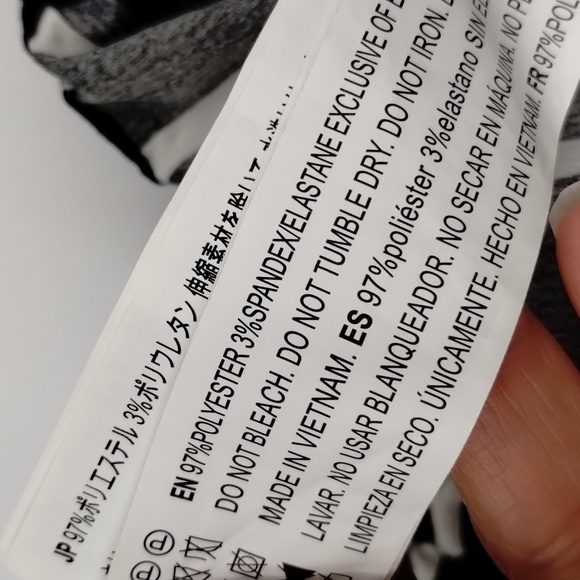 JP 97%ポリエステル 3%ポリウレタン 伸縮素材を除いて
EN 97%POLYESTER 3%SPANDEX/ELASTANE EXCLUSIVE OF
DO NOT BLEACH. DO NOT TUMBLE DRY. DO NOT IRON.
MADE IN VIETNAM. ES 97%poliéster 3%elastano SIN
LAVAR. NO USAR BLANQUEADOR. NO SECAR EN MÁQUINA. NO
LIMPIEZA EN SECO. ÚNICAMENTE. HECHO EN VIETNAM. FR 97%POL